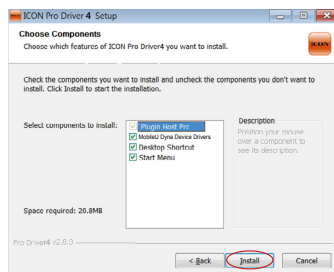 ICON Pro Driver 4 Setup
Choose Components
Choose which features of ICON Pro Driver4 you want to install.
ICON
Check the components you want to install and uncheck the components you don't want to
install. Click Install to start the installation.
Select components to install:
Plugin Host Pro
MobileU Dyna Device Drivers
Desktop Shortcut
Start Menu
Description
Position your mouse
over a component to
see its description.
Space required: 20.8MB
Pro Driver4 v2.0.3
< Back
Install
Cancel